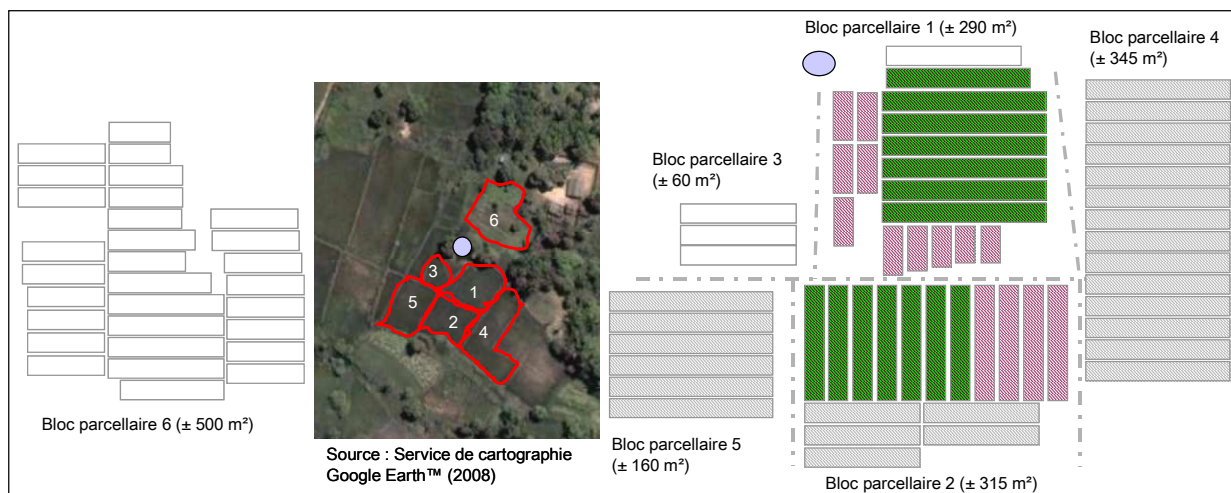 Bloc parcellaire 1 (± 290 m²)
Bloc parcellaire 4
(± 345 m²)
Bloc parcellaire 3
(± 60 m²)
6
3
1
5
2
4
Bloc parcellaire 6 (± 500 m²)
Source : Service de cartographie
Google Earth™ (2008)
Bloc parcellaire 5
(± 160 m²)
Bloc parcellaire 2 (± 315 m²)